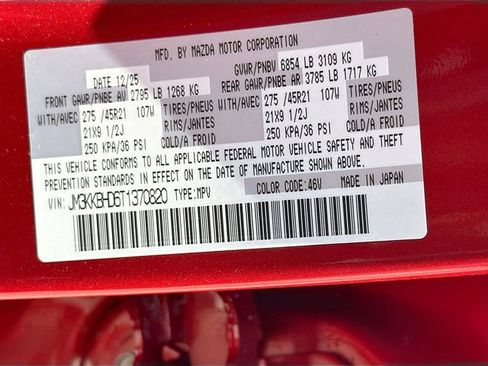 MFD. BY MAZDA MOTOR CORPORATION
DATE 12/25 GVWR/PNBV 6854 LB 3109 KG
FRONT GAWR/PNBE AV 2795 LB 1268 KG REAR GAWR/PNBE AR 3785 LB 1717 KG
WITH/AVEC 275 /45R21 107W TIRES/PNEUS WITH/AVEC 275 /45R21 107W TIRES/PNEUS
21X9 1/2J RIMS/JANTES 21X9 1/2J RIMS/JANTES
250 KPA/36 PSI COLD/A FROID 250 KPA/36 PSI COLD/A FROID
THIS VEHICLE CONFORMS TO ALL APPLICABLE FEDERAL MOTOR VEHICLE SAFETY AND THEFT
PREVENTION STANDARDS IN EFFECT ON THE DATE OF MANUFACTURE SHOWN ABOVE.
VIN: JM3KKBHD6T1370820 TYPE: MPV COLOR CODE: 46V MADE IN JAPAN